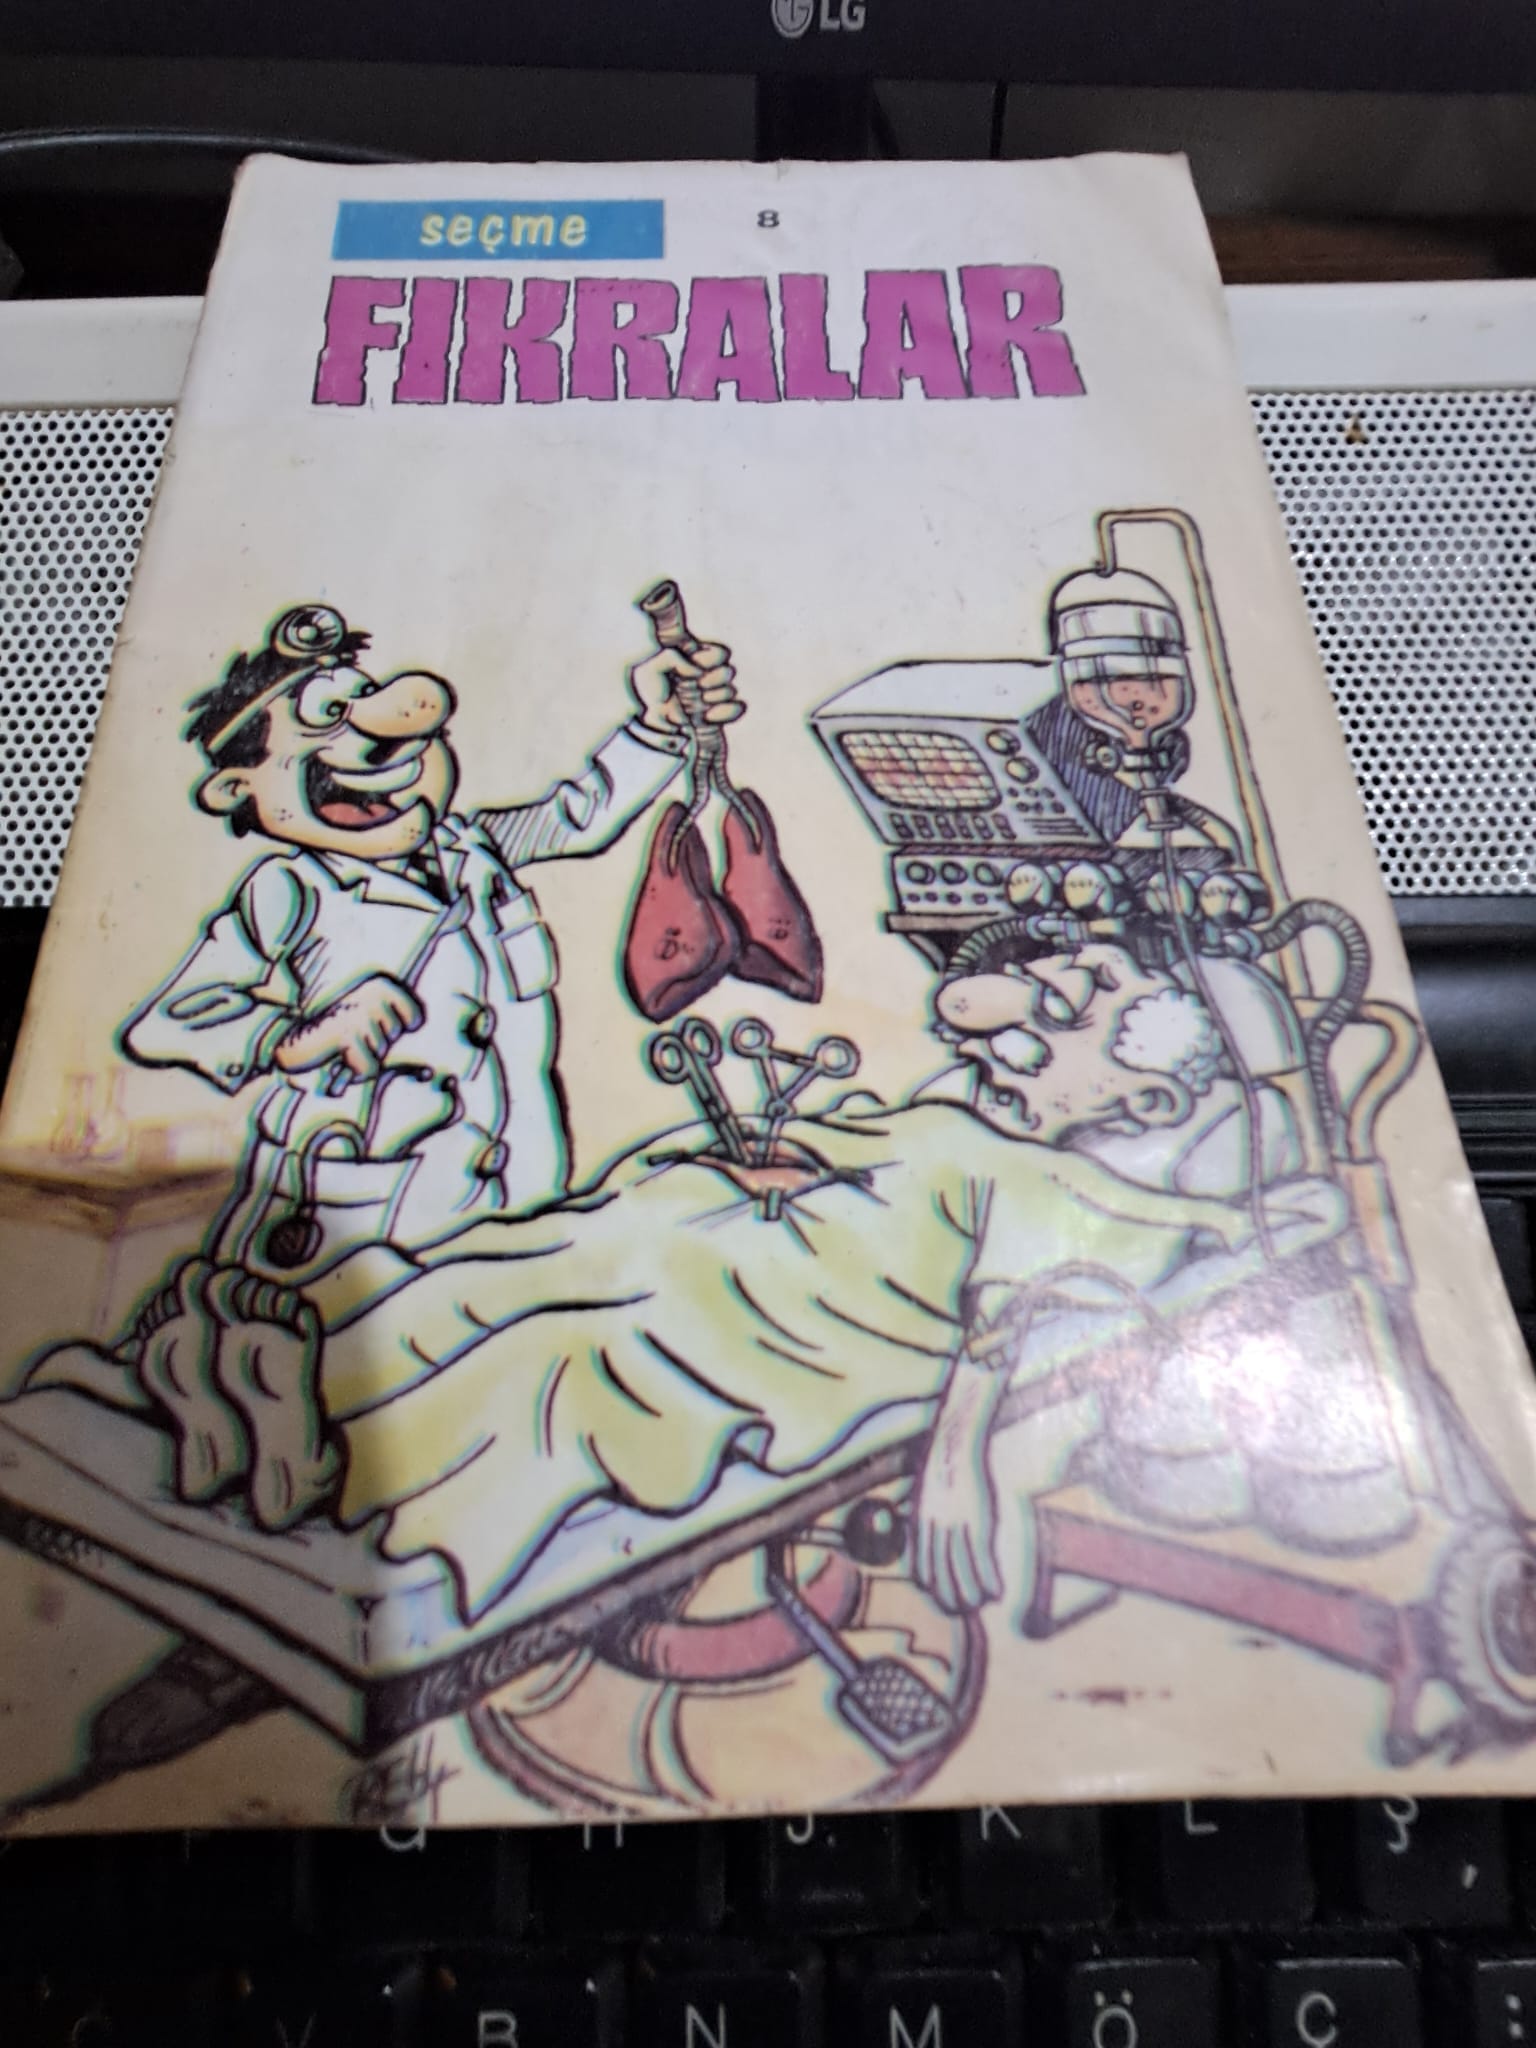 LG
seçme
8
FIKRALAR
K L Ş
B N M Ö Ç :